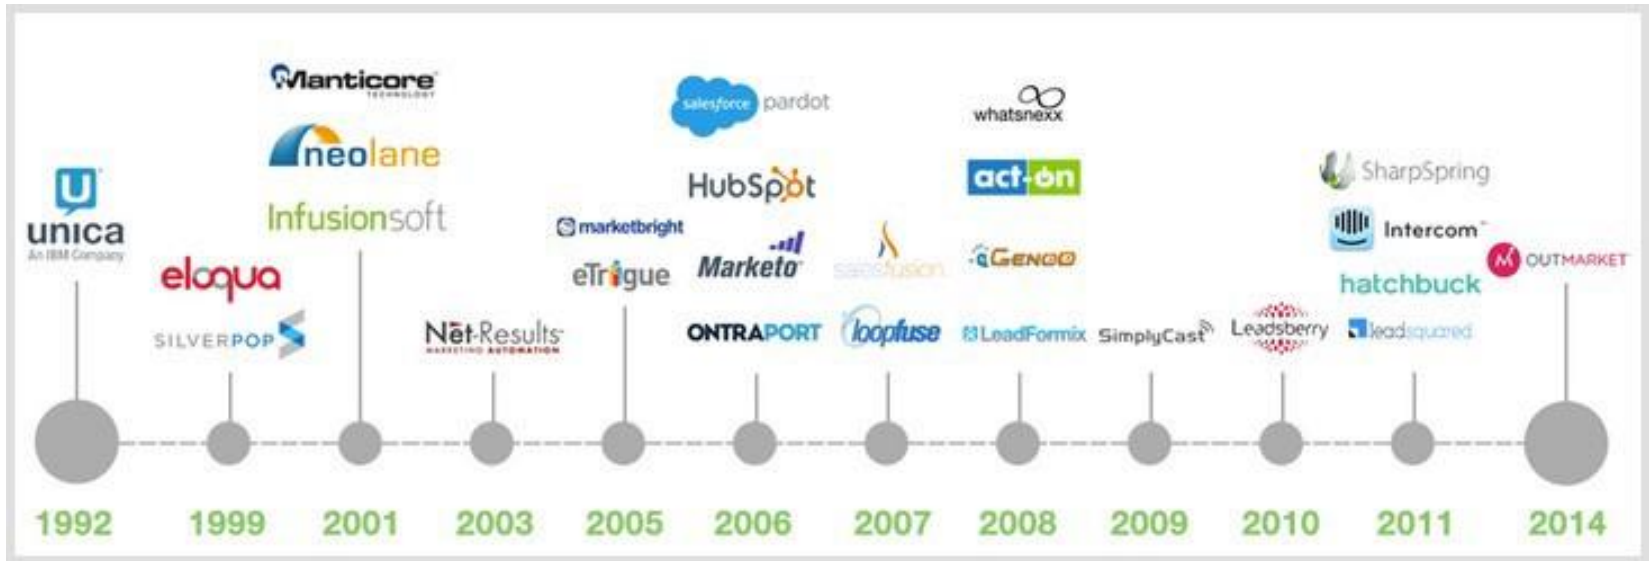 unica
An IBM Company
eloqua
SILVERPOP
Manticore
TECHNOLOGY
neolane
Infusionsoft
Net-Results
MARKETING AUTOMATION
marketbright
eTrigue
salesforce pardot
HubSpot
Marketo
ONTRAPORT
salesfusion
loopfuse
whatsnexx
act-on
GENOO
LeadFormix
SimplyCast
Leadsberry
SharpSpring
Intercom
hatchbuck
leadsquared
OUTMARKET
1992 1999 2001 2003 2005 2006 2007 2008 2009 2010 2011 2014